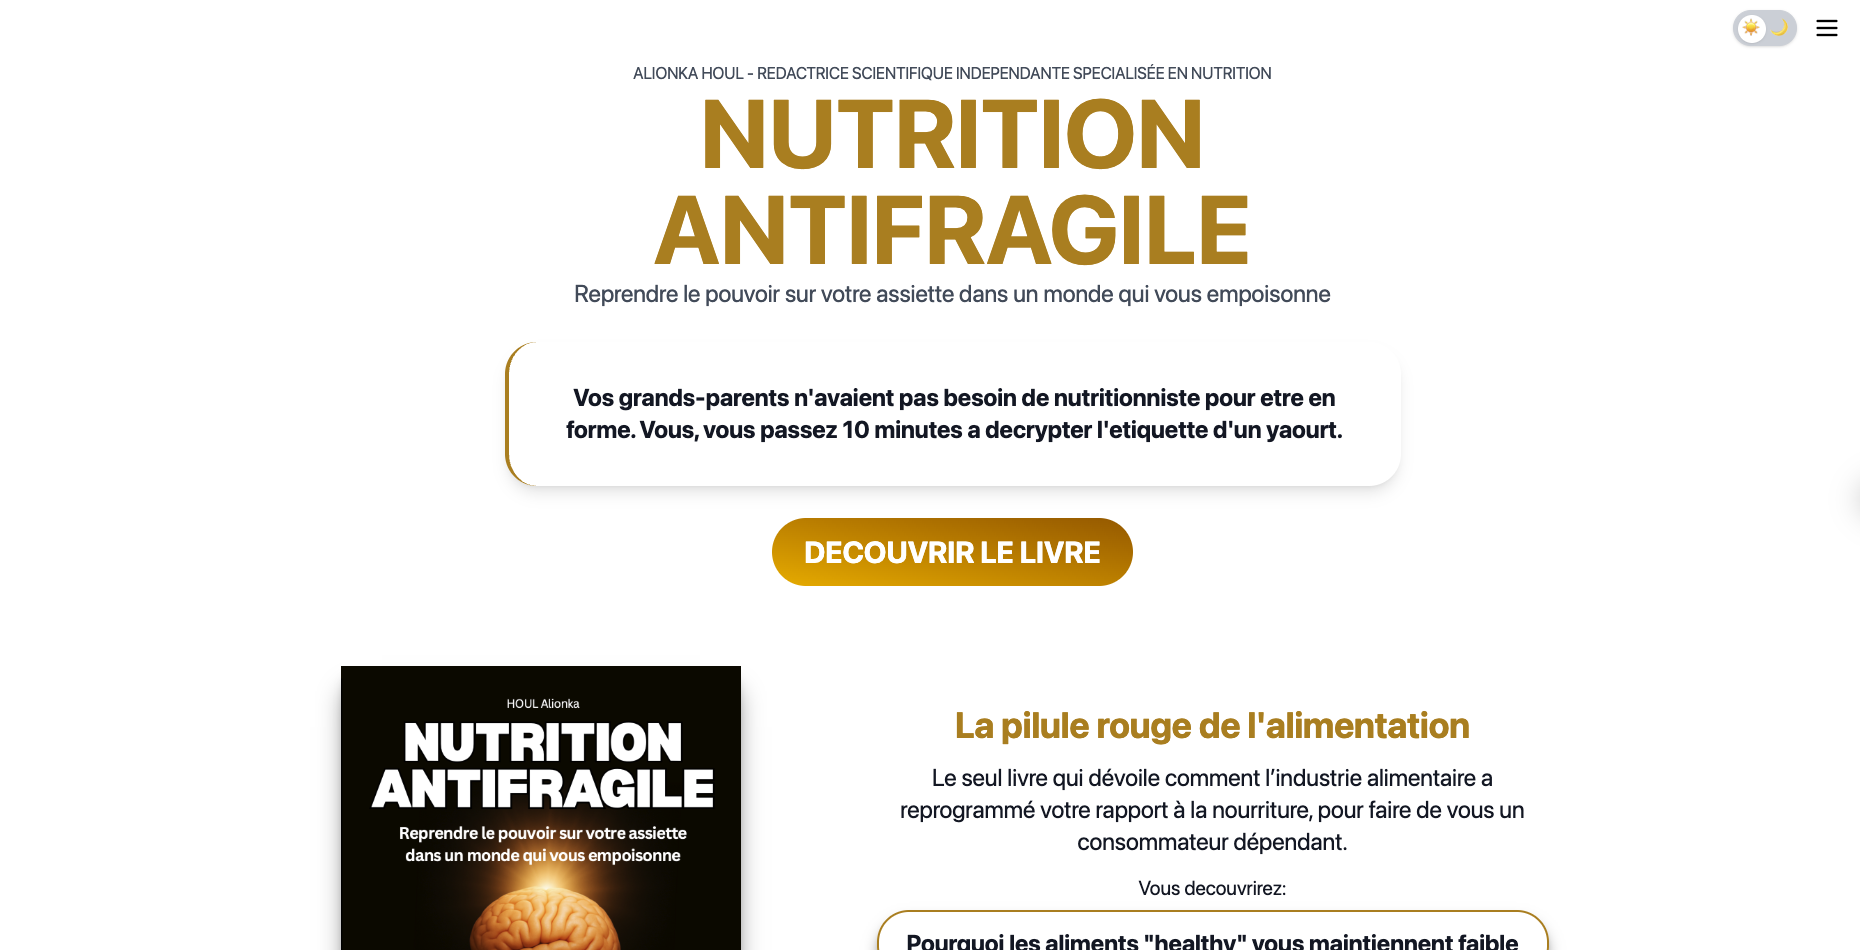 ALIONKA HOUL - REDACTRICE SCIENTIFIQUE INDEPENDANTE SPECIALISÉE EN NUTRITION
NUTRITION
ANTIFRAGILE
Reprendre le pouvoir sur votre assiette dans un monde qui vous empoisonne
Vos grands-parents n'avaient pas besoin de nutritionniste pour etre en
forme. Vous, vous passez 10 minutes a decrypter l'etiquette d'un yaourt.
DECOUVRIR LE LIVRE
HOUL Alionka
NUTRITION
ANTIFRAGILE
Reprendre le pouvoir sur votre assiette
dans un monde qui vous empoisonne
La pilule rouge de l'alimentation
Le seul livre qui dévoile comment l’industrie alimentaire a
reprogrammé votre rapport à la nourriture, pour faire de vous un
consommateur dépendant.
Vous decouvrirez:
Pourquoi les aliments "healthy" vous maintiennent faible